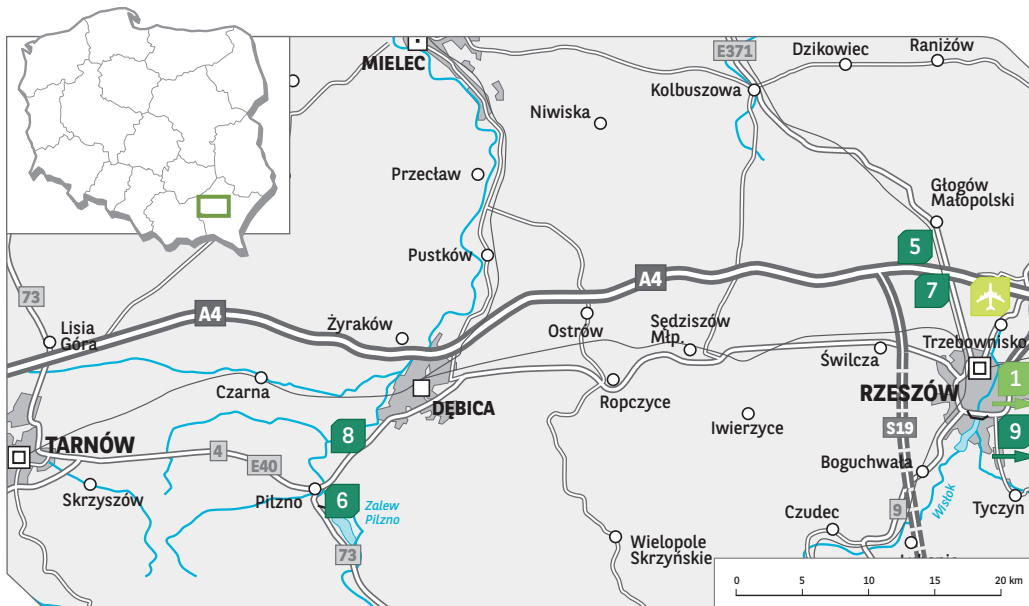 MIELEC
E371
Dzikowiec
Raniżów
Kolbuszowa
Niwiska
Przecław
Głogów
Małopolski
Pustków
5
7
A4
A4
73
Lisia
Góra
Żyraków
Ostrów
Sędziszów
Młp.
Trzebownisko
Świlcza
Czarna
DĘBICA
Ropczyce
RZESZÓW
1
Iwierzyce
S19
9
TARNÓW
8
4
E40
Boguchwała
Skrzyszów
Pilzno
6
Zalew
Pilzno
Wisłok
Tyczyn
9
Czudec
73
Wielopole
Skrzyńskie
0
5
10
15
20 km